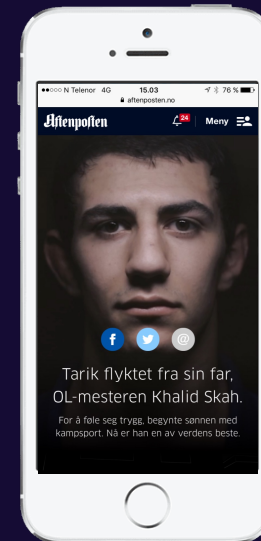 N Telenor 4G 15.03 76 %
aftenposten.no
Aftenposten 24 Meny
f @
Tarik flyktet fra sin far,
OL-mesteren Khalid Skah.
For å føle seg trygg, begynte sønnen med
kampsport. Nå er han en av verdens beste.